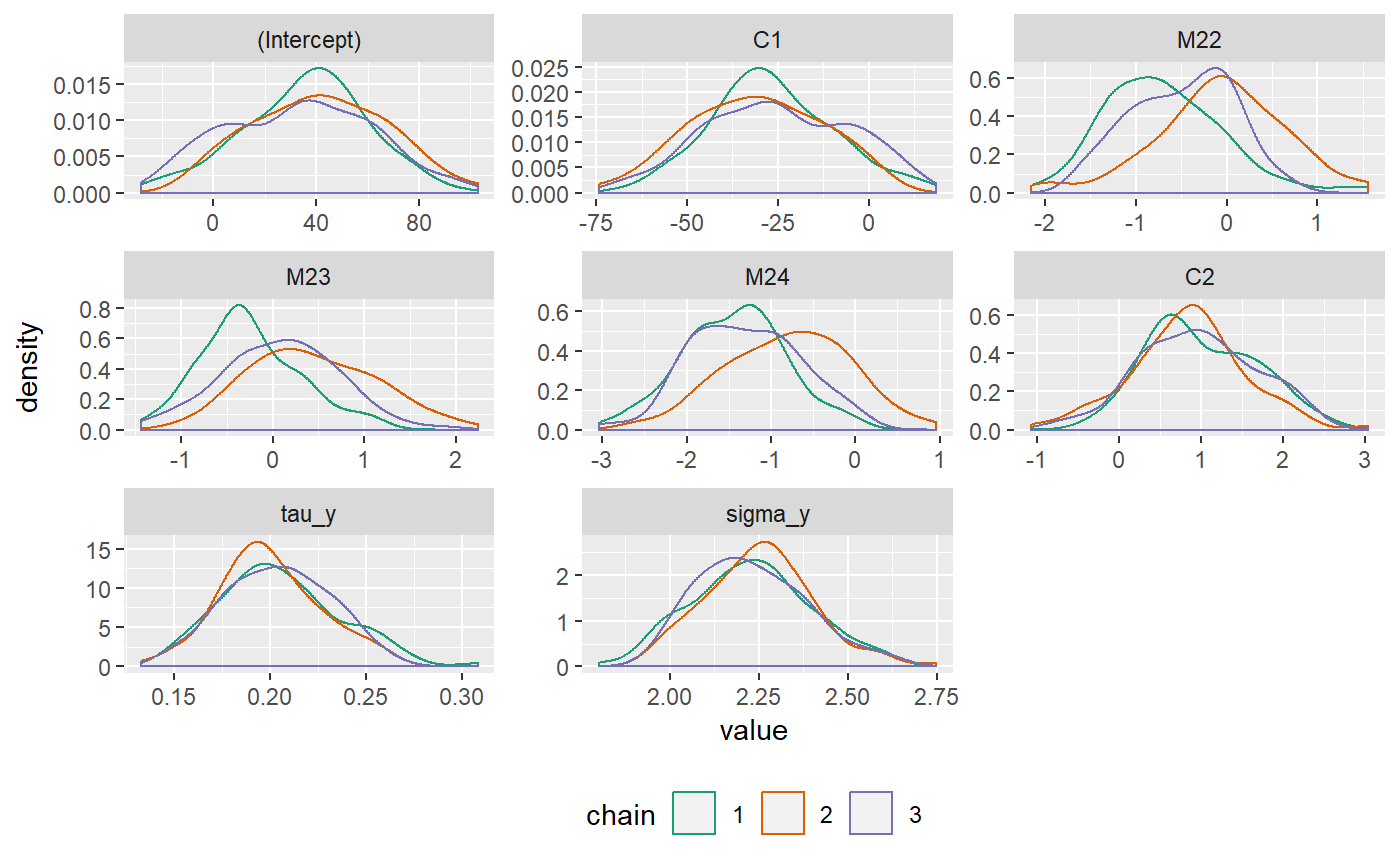 (Intercept) C1 M22
0.015 0.010 0.005 0.000
0.025 0.020 0.015 0.010 0.005 0.000
0.6 0.4 0.2 0.0
0 40 80
-75 -50 -25 0
-2 -1 0 1
M23 M24 C2
0.8 0.6 0.4 0.2 0.0
0.6 0.4 0.2 0.0
0.6 0.4 0.2 0.0
-1 0 1 2
-3 -2 -1 0 1
-1 0 1 2 3
density
tau_y sigma_y
15 10 5 0
2 1 0
0.15 0.20 0.25 0.30
2.00 2.25 2.50 2.75
value
chain 1 2 3